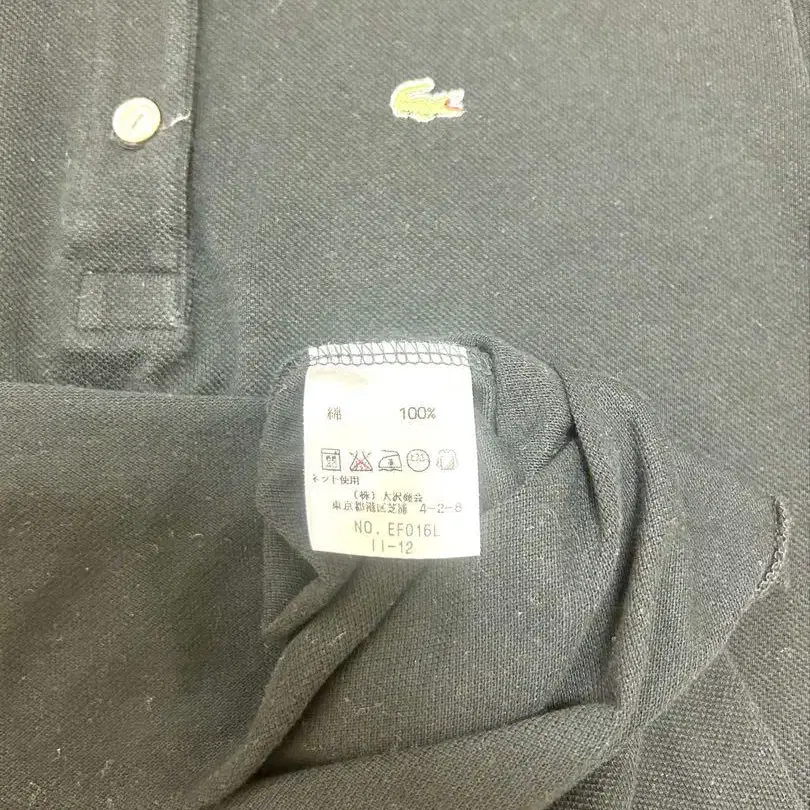 綿 100%
ネット使用
(株) 大沢商会
東京都港区芝浦 4-2-8
NO. EF016L
11-12